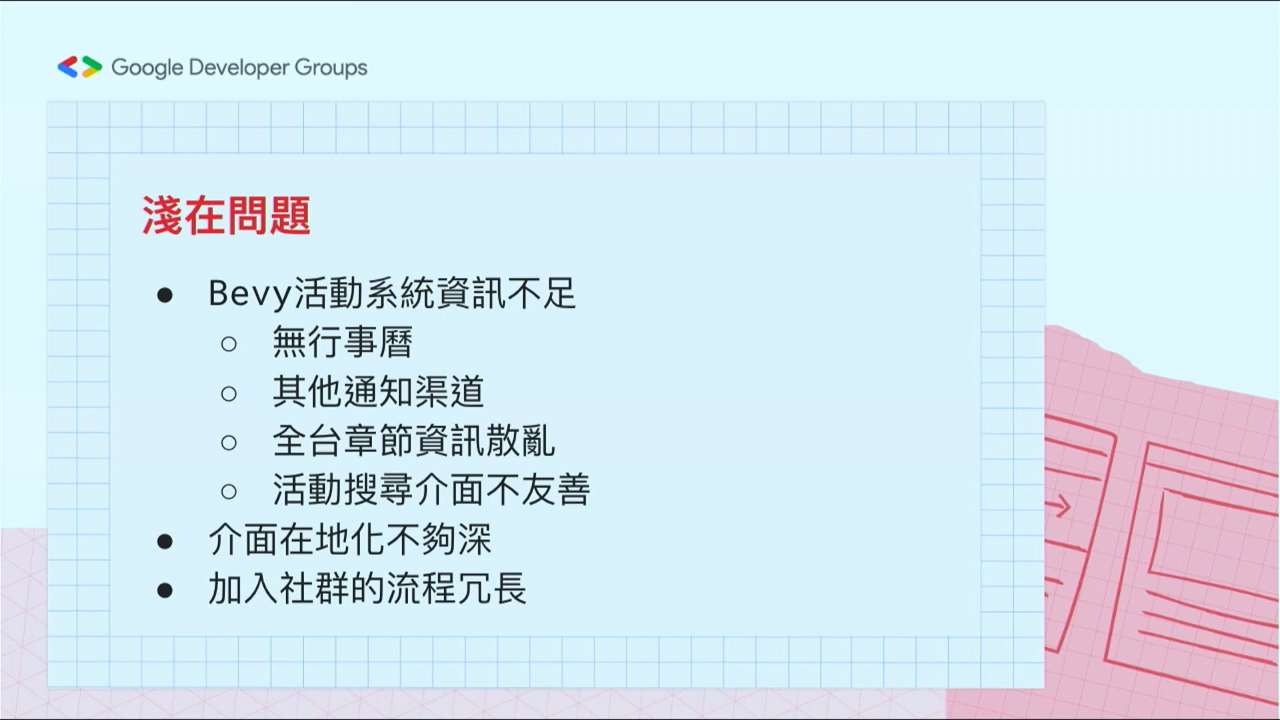 Google Developer Groups
淺在問題
● Bevy活動系統資訊不足
○ 無行事曆
○ 其他通知渠道
○ 全台章節資訊散亂
○ 活動搜尋介面不友善
● 介面在地化不夠深
● 加入社群的流程冗長